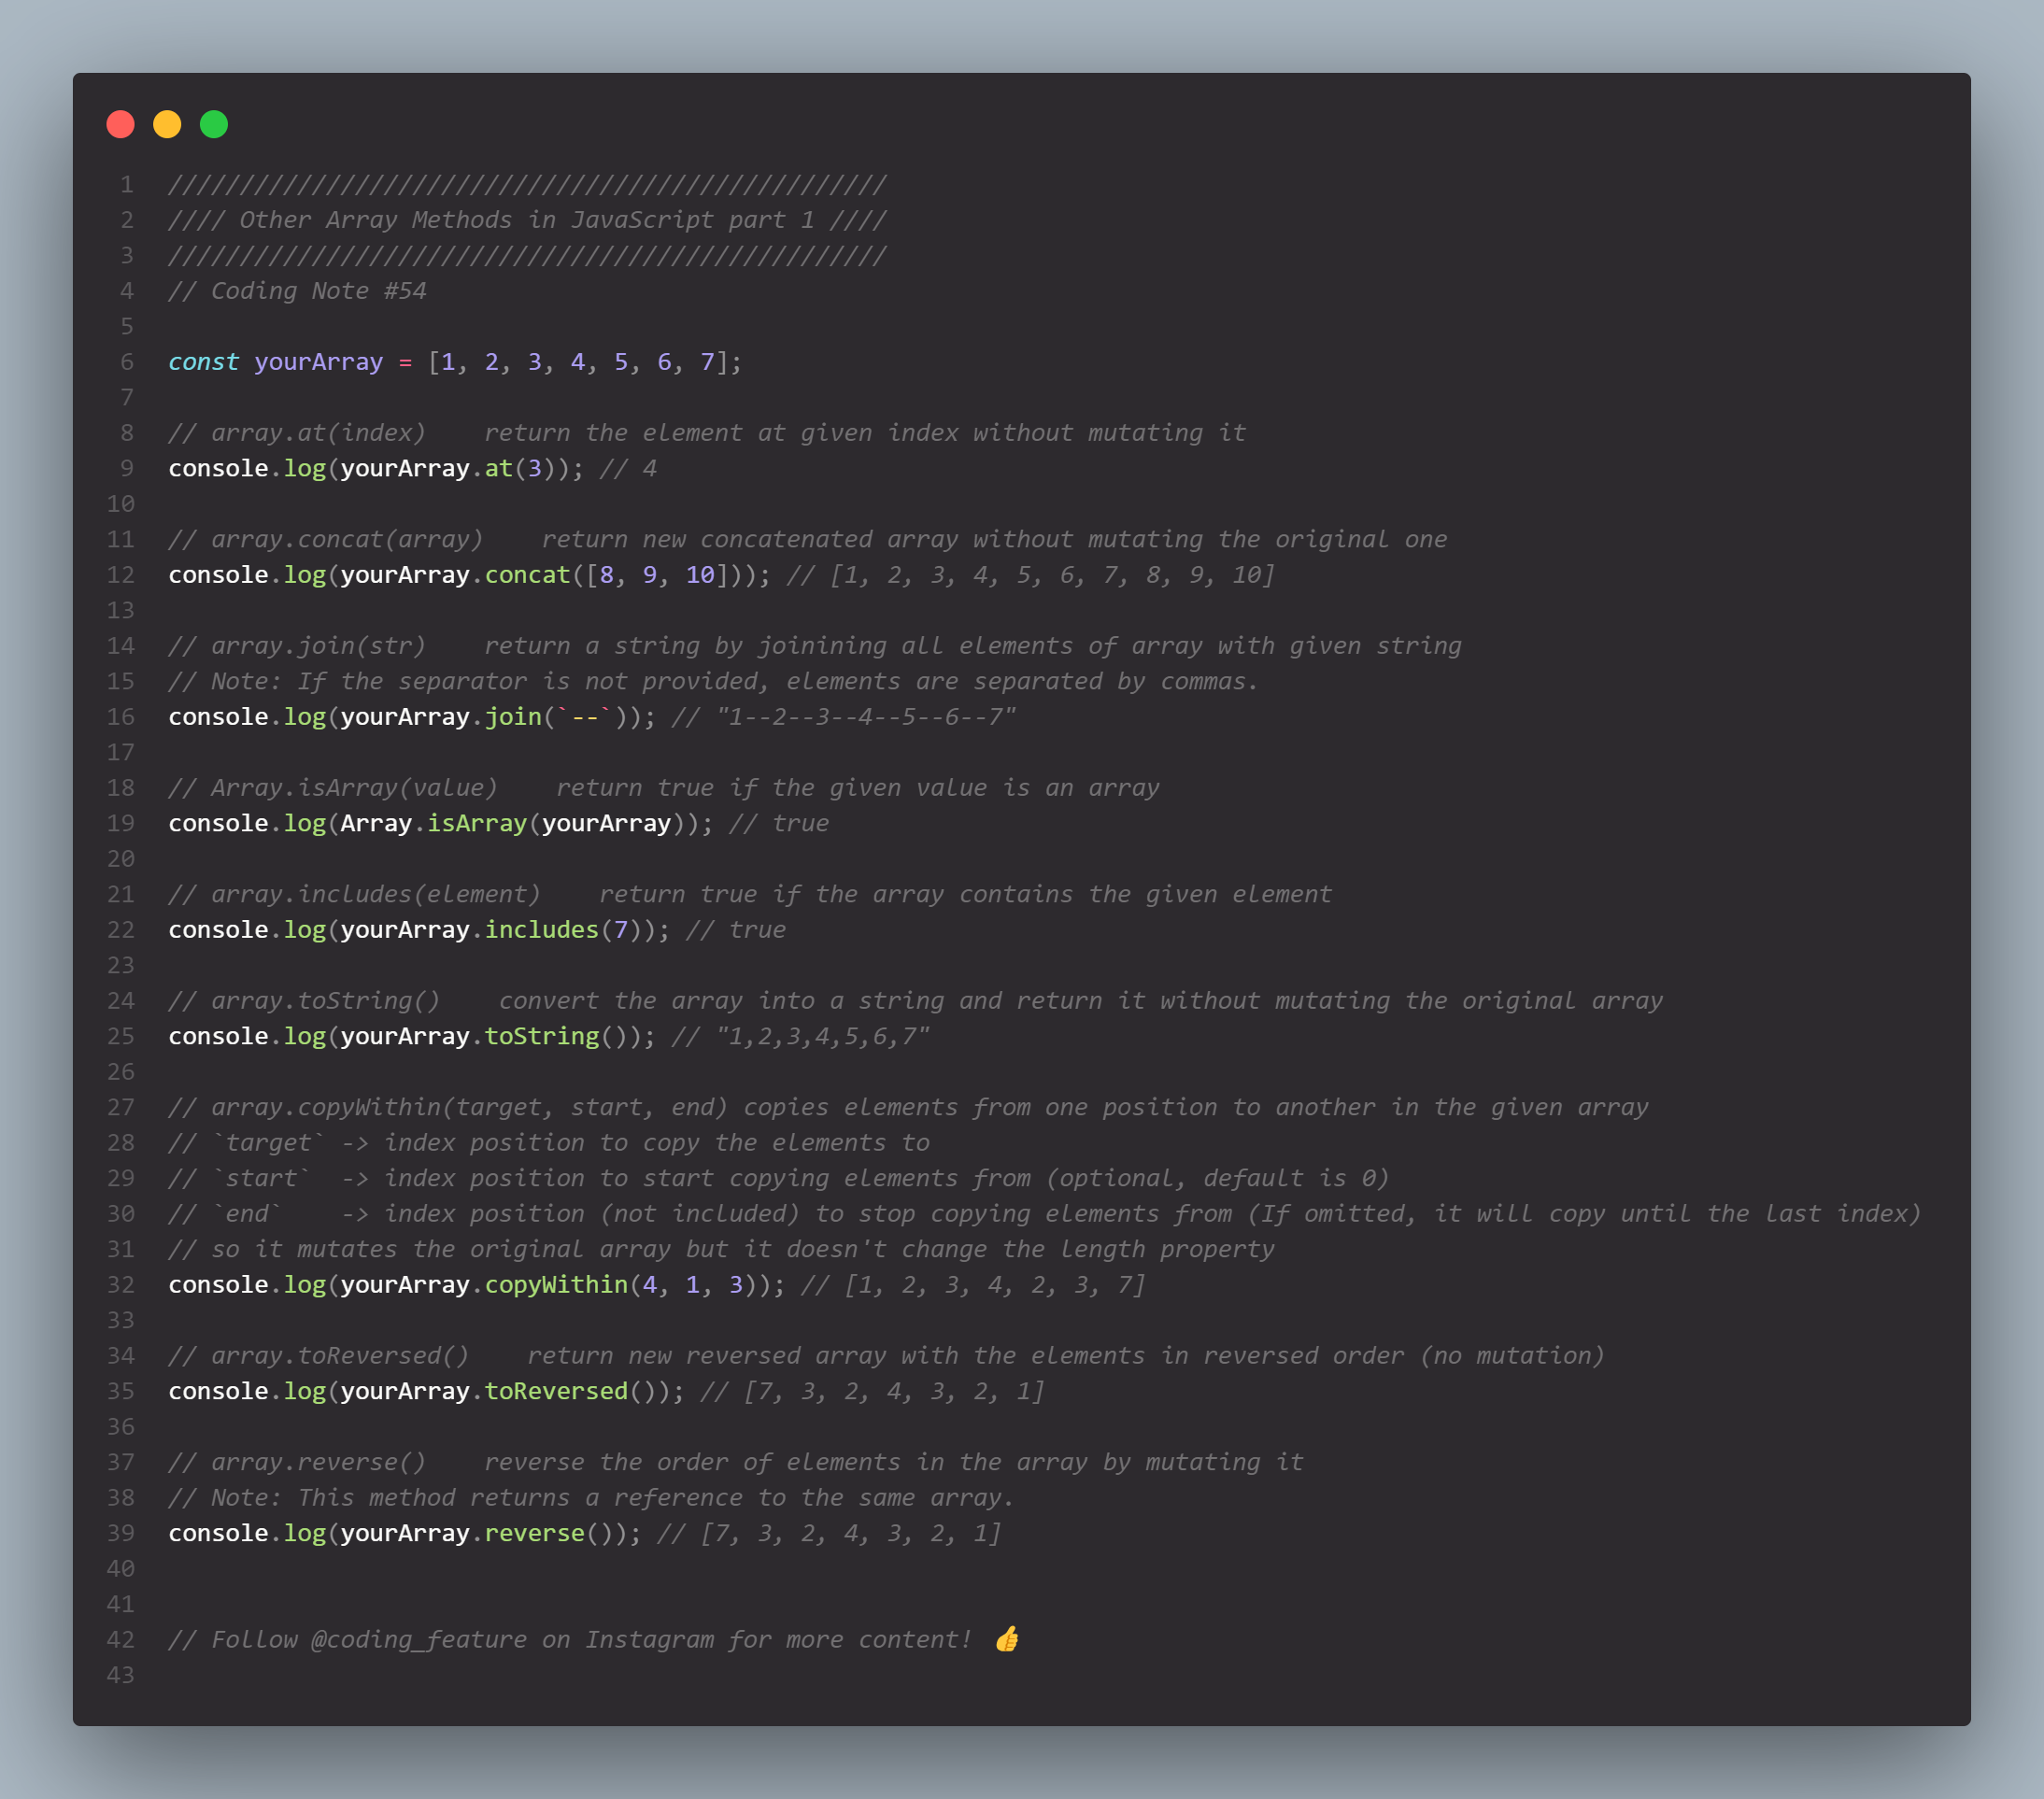 1 //////////////////////////////////////////////////
2 //// Other Array Methods in JavaScript part 1 ////
3 //////////////////////////////////////////////////
4 // Coding Note #54
5
6 const yourArray = [1, 2, 3, 4, 5, 6, 7];
7
8 // array.at(index)    return the element at given index without mutating it
9 console.log(yourArray.at(3)); // 4
10
11 // array.concat(array)    return new concatenated array without mutating the original one
12 console.log(yourArray.concat([8, 9, 10])); // [1, 2, 3, 4, 5, 6, 7, 8, 9, 10]
13
14 // array.join(str)    return a string by joinining all elements of array with given string
15 // Note: If the separator is not provided, elements are separated by commas.
16 console.log(yourArray.join(`--`)); // "1--2--3--4--5--6--7"
17
18 // Array.isArray(value)    return true if the given value is an array
19 console.log(Array.isArray(yourArray)); // true
20
21 // array.includes(element)    return true if the array contains the given element
22 console.log(yourArray.includes(7)); // true
23
24 // array.toString()    convert the array into a string and return it without mutating the original array
25 console.log(yourArray.toString()); // "1,2,3,4,5,6,7"
26
27 // array.copyWithin(target, start, end) copies elements from one position to another in the given array
28 // `target` -> index position to copy the elements to
29 // `start`  -> index position to start copying elements from (optional, default is 0)
30 // `end`    -> index position (not included) to stop copying elements from (If omitted, it will copy until the last index)
31 // so it mutates the original array but it doesn't change the length property
32 console.log(yourArray.copyWithin(4, 1, 3)); // [1, 2, 3, 4, 2, 3, 7]
33
34 // array.toReversed()    return new reversed array with the elements in reversed order (no mutation)
35 console.log(yourArray.toReversed()); // [7, 3, 2, 4, 3, 2, 1]
36
37 // array.reverse()    reverse the order of elements in the array by mutating it
38 // Note: This method returns a reference to the same array.
39 console.log(yourArray.reverse()); // [7, 3, 2, 4, 3, 2, 1]
40
41
42 // Follow @coding_feature on Instagram for more content! 👍
43